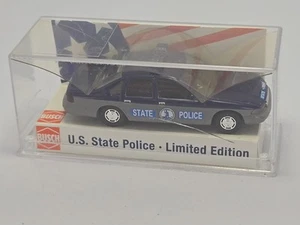 STATE POLICE
BUSCH
U.S. State Police · Limited Edition